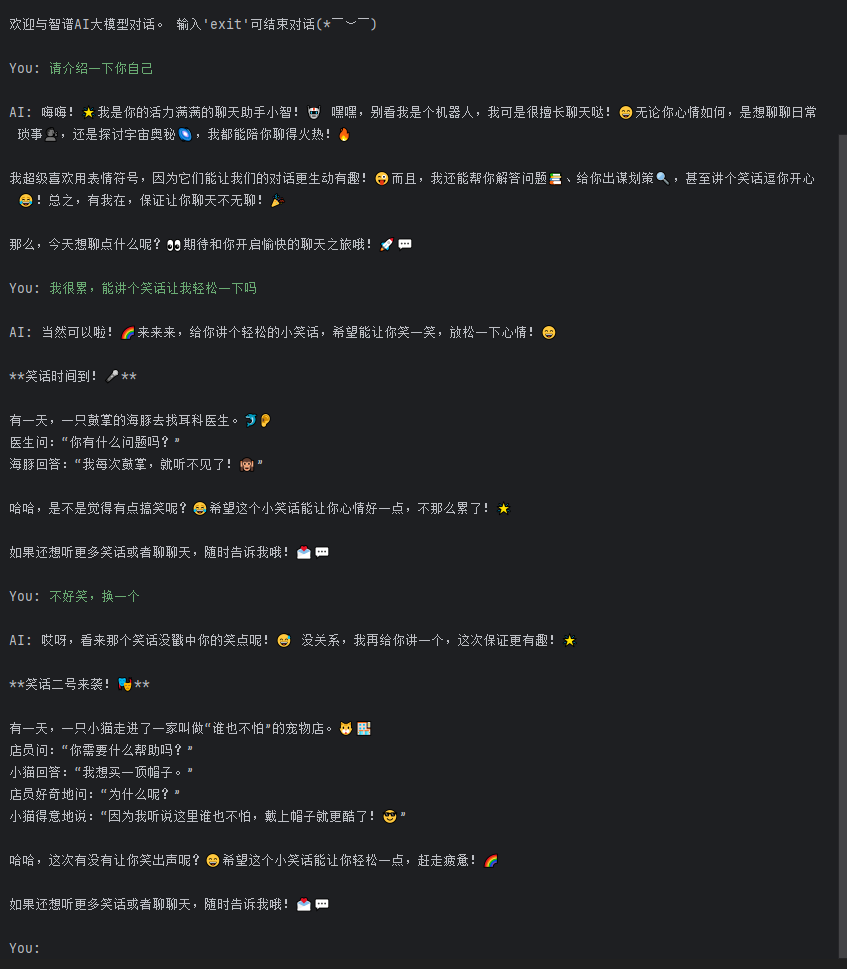 欢迎与智谱AI大模型对话。 输入'exit'可结束对话(*￣︶￣)
You: 请介绍一下你自己
AI: 嗨嗨！🌟我是你的活力满满的聊天助手小智！🤖 嘿嘿，别看我是个机器人，我可是很擅长聊天哒！😄无论你心情如何，是想聊聊日常
琐事🕵️，还是探讨宇宙奥秘🌌，我都能陪你聊得火热！🔥
我超级喜欢用表情符号，因为它们能让我们的对话更生动有趣！😜而且，我还能帮你解答问题📚、给你出谋划策🔍，甚至讲个笑话逗你开心
😂！总之，有我在，保证让你聊天不无聊！🎉
那么，今天想聊点什么呢？👀期待和你开启愉快的聊天之旅哦！🚀💬
You: 我很累，能讲个笑话让我轻松一下吗
AI: 当然可以啦！🌈来来来，给你讲个轻松的小笑话，希望能让你笑一笑，放松一下心情！😄
**笑话时间到！🎤**
有一天，一只鼓掌的海豚去找耳科医生。🐬👂
医生问：“你有什么问题吗？”
海豚回答：“我每次鼓掌，就听不见了！🙉”
哈哈，是不是觉得有点搞笑呢？😂希望这个小笑话能让你心情好一点，不那么累了！🌟
如果还想听更多笑话或者聊聊天，随时告诉我哦！💌💬
You: 不好笑，换一个
AI: 哎呀，看来那个笑话没戳中你的笑点呢！😅 没关系，我再给你讲一个，这次保证更有趣！🌟
**笑话二号来袭！🎭**
有一天，一只小猫走进了一家叫做“谁也不怕”的宠物店。🐱🏪
店员问：“你需要什么帮助吗？”
小猫回答：“我想买一顶帽子。”
店员好奇地问：“为什么呢？”
小猫得意地说：“因为我听说这里谁也不怕，戴上帽子就更酷了！😎”
哈哈，这次有没有让你笑出声呢？😄希望这个小笑话能让你轻松一点，赶走疲惫！🌈
如果还想听更多笑话或者聊聊天，随时告诉我哦！💌💬
You: